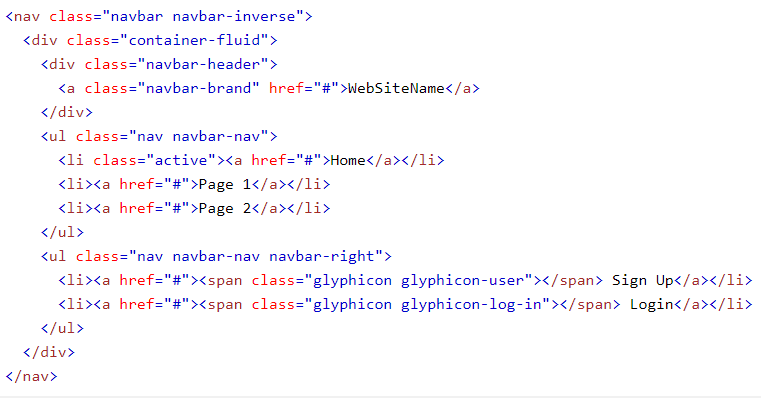 <nav class="navbar navbar-inverse">
  <div class="container-fluid">
    <div class="navbar-header">
      <a class="navbar-brand" href="#">WebSiteName</a>
    </div>
    <ul class="nav navbar-nav">
      <li class="active"><a href="#">Home</a></li>
      <li><a href="#">Page 1</a></li>
      <li><a href="#">Page 2</a></li>
    </ul>
    <ul class="nav navbar-nav navbar-right">
      <li><a href="#"><span class="glyphicon glyphicon-user"></span> Sign Up</a></li>
      <li><a href="#"><span class="glyphicon glyphicon-log-in"></span> Login</a></li>
    </ul>
  </div>
</nav>